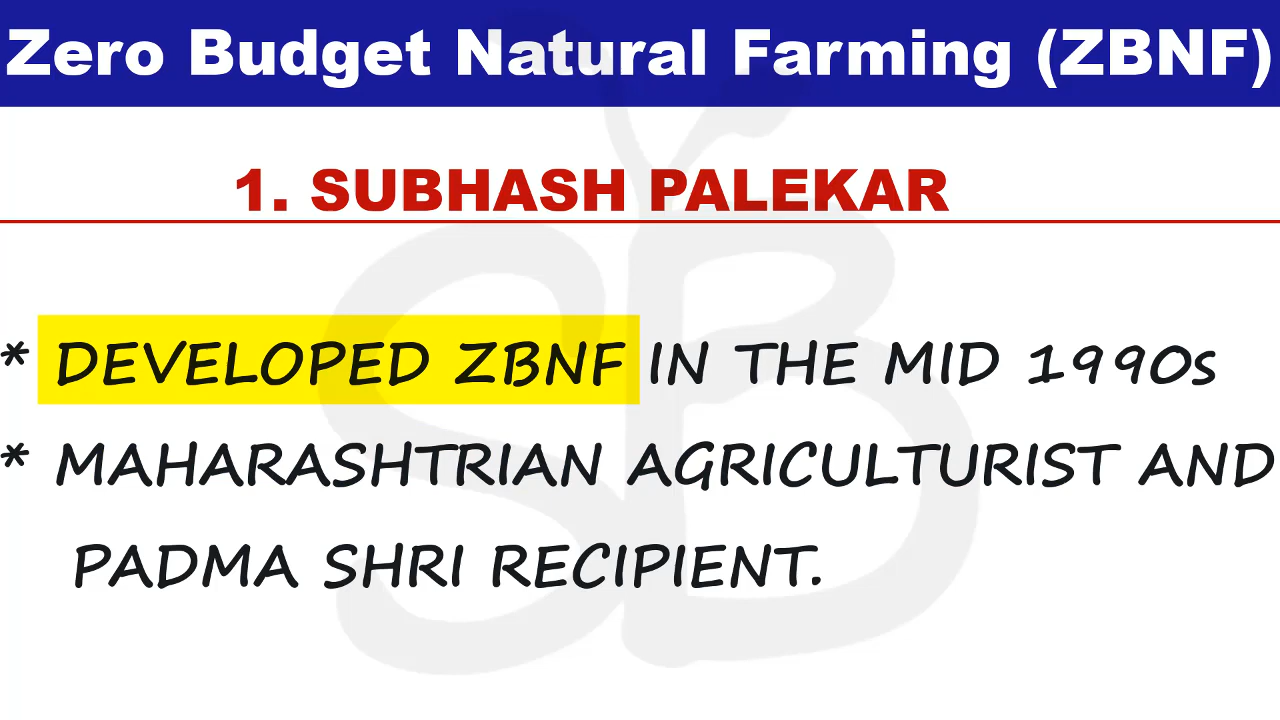 Zero Budget Natural Farming (ZBNF)
1. SUBHASH PALEKAR
* DEVELOPED ZBNF IN THE MID 1990s
* MAHARASHTRIAN AGRICULTURIST AND
PADMA SHRI RECIPIENT.
SB